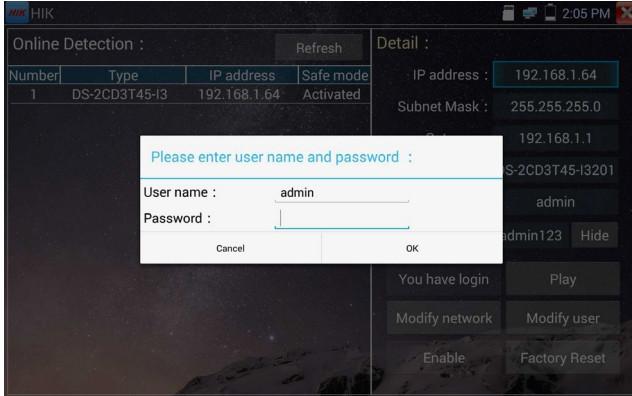 HIK HIK 2:05 PM
Online Detection : Refresh
Number Type IP address Safe mode
1 DS-2CD3T45-I3 192.168.1.64 Activated
Detail :
IP address : 192.168.1.64
Subnet Mask : 255.255.255.0
192.168.1.1
S-2CD3T45-I3201
admin
admin123 Hide
You have login Play
Modify network Modify user
Enable Factory Reset
Please enter user name and password :
User name : admin
Password :
Cancel OK